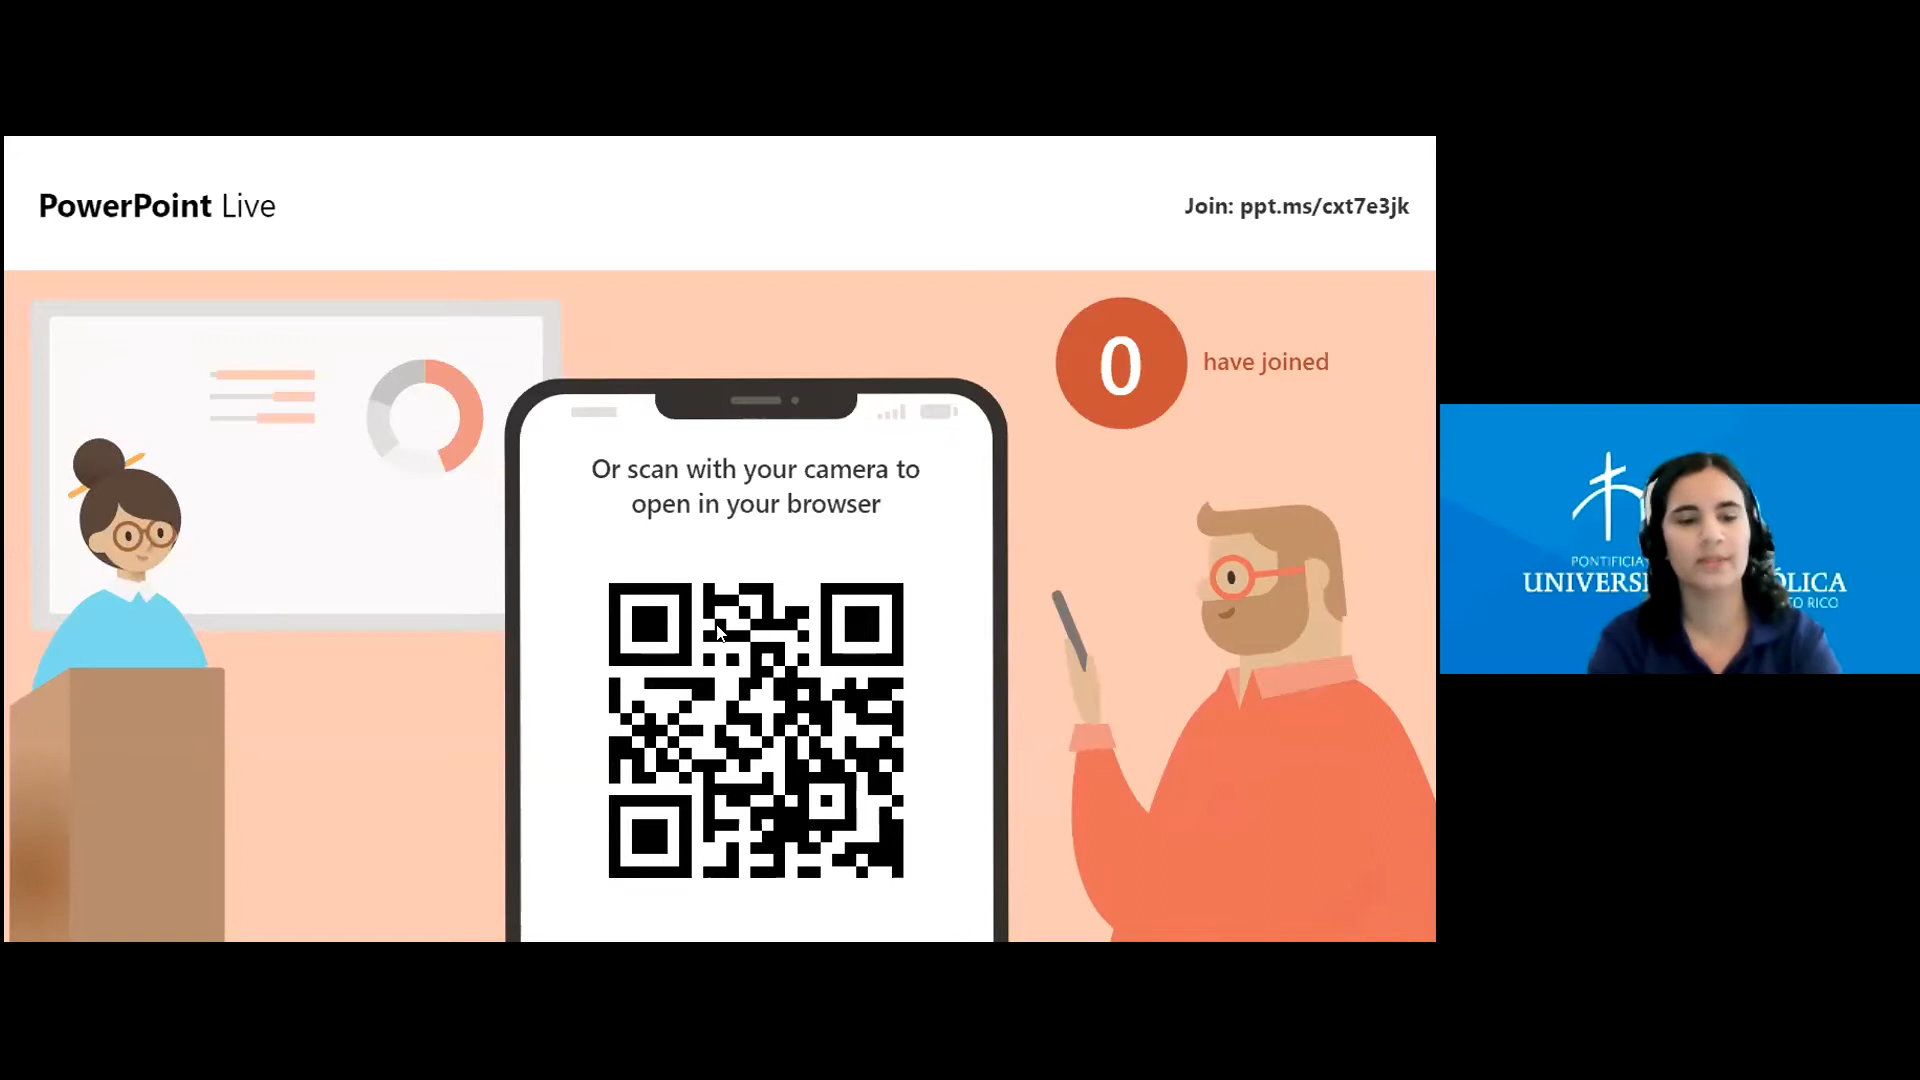 PowerPoint Live
Join: ppt.ms/cxt7e3jk
0
have joined
Or scan with your camera to
open in your browser
PONTIFICIA
UNIVERS
ÓLICA
O RICO